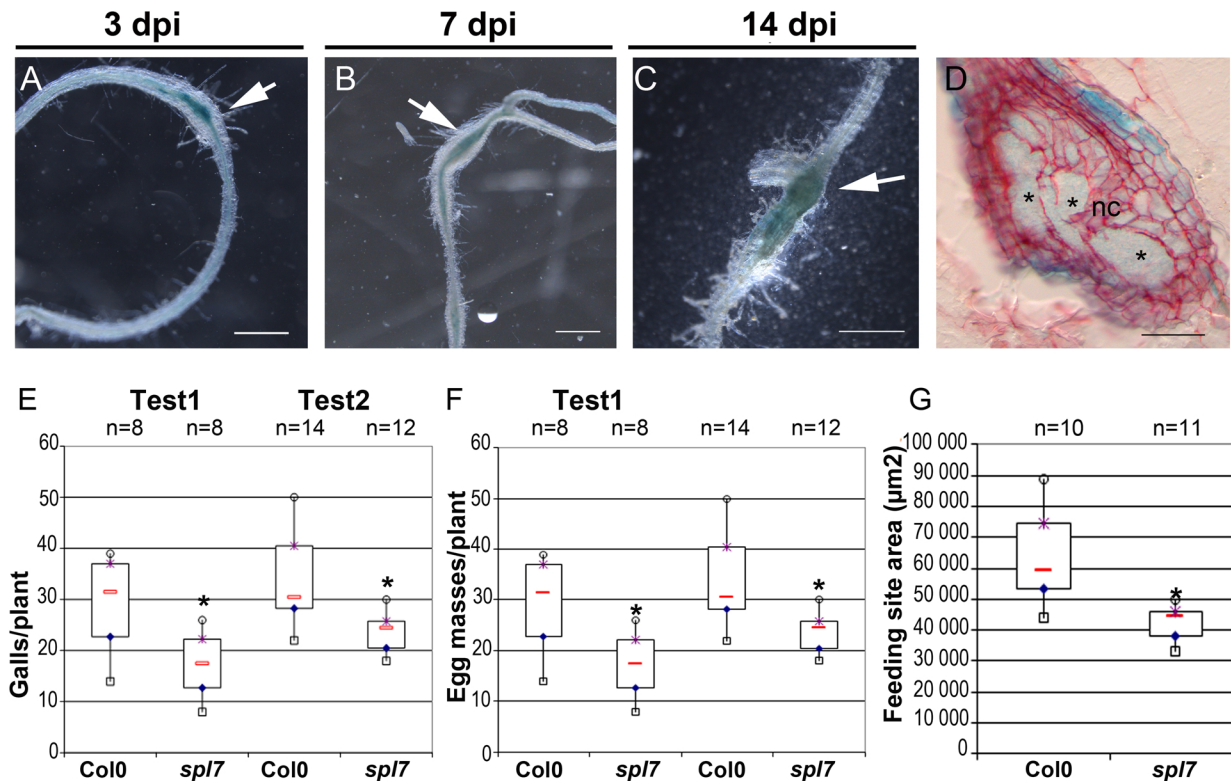 3 dpi
7 dpi
14 dpi
A
B
C
D
*
*
nc
*
E
Test1
Test2
n=8
n=8
n=14
n=12
Galls/plant
60
50
40
30
20
10
0
*
*
Col0
spl7
Col0
spl7
F
Test1
n=8
n=8
n=14
n=12
Egg masses/plant
60
50
40
30
20
10
0
*
*
Col0
spl7
Col0
spl7
G
n=10
n=11
Feeding site area (µm2)
100 000
90 000
80 000
70 000
60 000
50 000
40 000
30 000
20 000
10 000
0
*
Col0
spl7